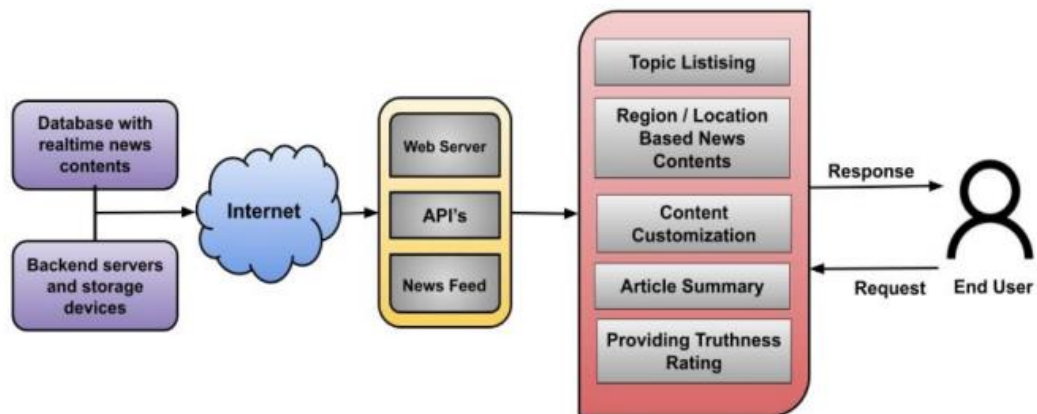 Database with
realtime news
contents
Backend servers
and storage
devices
Internet
Web Server
API's
News Feed
Topic Listising
Region / Location
Based News
Contents
Content
Customization
Article Summary
Providing Truthness
Rating
Response
Request
End User